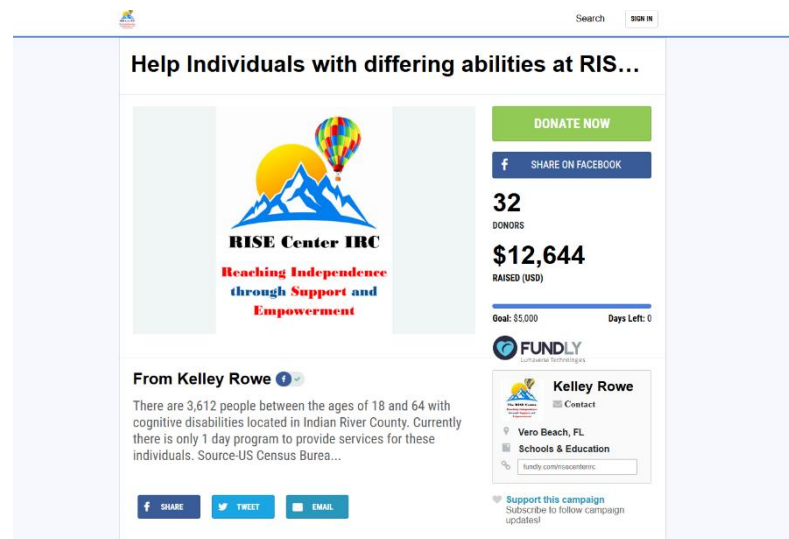 Search
SIGN IN
Help Individuals with differing abilities at RIS...
RISE Center IRC
Reaching Independence
through Support and
Empowerment
DONATE NOW
SHARE ON FACEBOOK
32
DONORS
$12,644
RAISED (USD)
Goal: $5,000
Days Left: 0
FUNDLY
Lumaverse Technologies
From Kelley Rowe
There are 3,612 people between the ages of 18 and 64 with
cognitive disabilities located in Indian River County. Currently
there is only 1 day program to provide services for these
individuals. Source-US Census Burea...
SHARE
TWEET
EMAIL
Kelley Rowe
Contact
Vero Beach, FL
Schools & Education
fundly.com/risecenterirc
Support this campaign
Subscribe to follow campaign
updates!